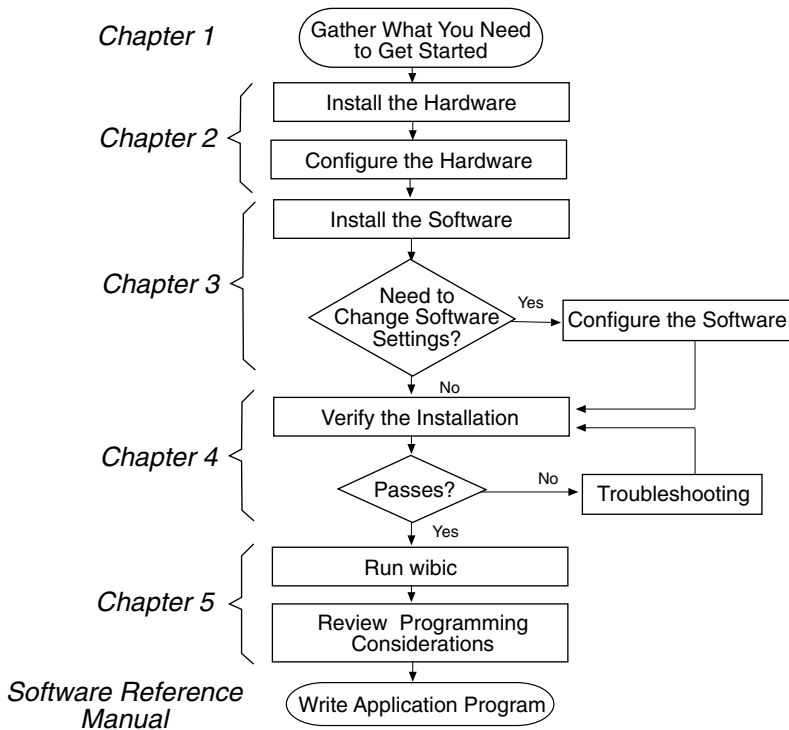 Chapter 1
Gather What You Need
to Get Started
Chapter 2
Install the Hardware
Configure the Hardware
Chapter 3
Install the Software
Need to
Change Software
Settings?
Yes
Configure the Software
No
Chapter 4
Verify the Installation
Passes?
No
Troubleshooting
Yes
Chapter 5
Run wibic
Review Programming
Considerations
Software Reference
Manual
Write Application Program